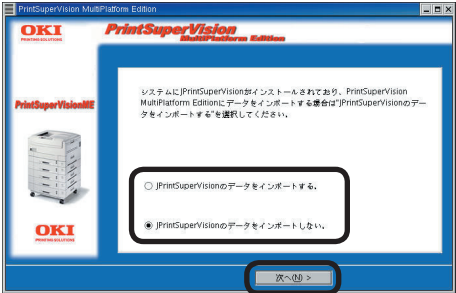 PrintSuperVision MultiPlatform Edition
OKI
PRINTING SOLUTIONS
PrintSuperVision
MultiPlatform Edition
システムにJPrintSuperVisionがインストールされており、PrintSuperVision
MultiPlatform Editionにデータをインポートする場合は"JPrintSuperVisionのデー
タをインポートする"を選択してください。
PrintSuperVisionME
JPrintSuperVisionのデータをインポートする。
JPrintSuperVisionのデータをインポートしない。
OKI
PRINTING SOLUTIONS
次へ(N) >